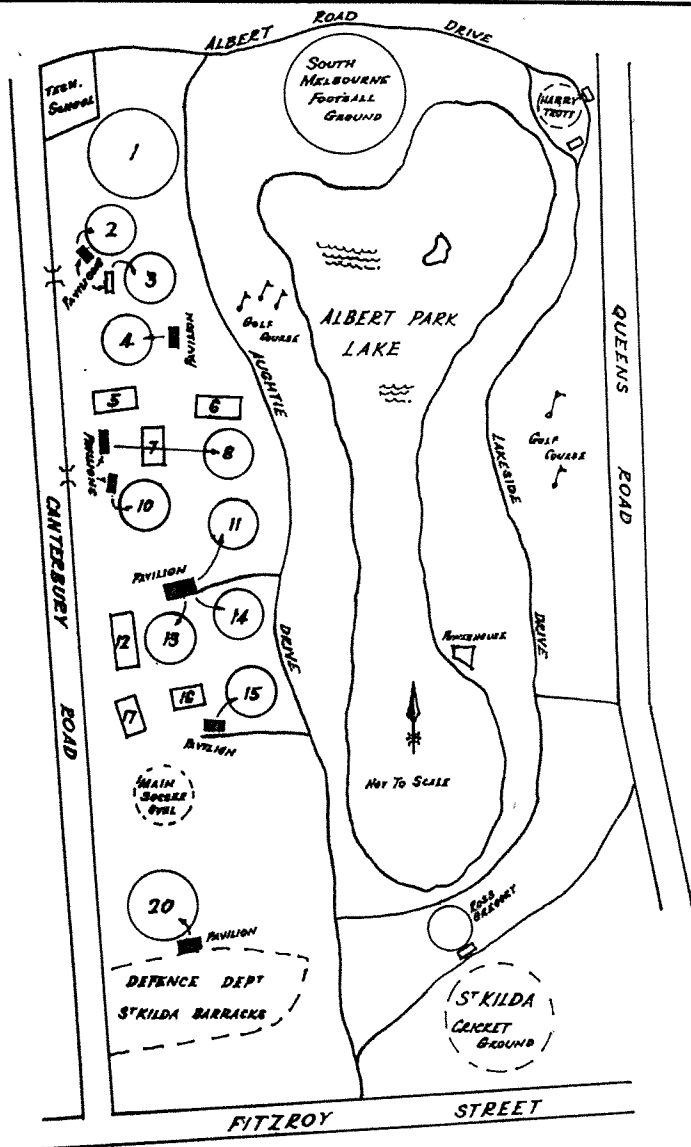 ALBERT ROAD DRIVE
TECH.
SCHOOL
SOUTH
MELBOURNE
FOOTBALL
GROUND
HARRY
TROTT
1
2
PAVILIONS
3
4
PAVILION
GOLF
COURSE
ALBERT PARK
LAKE
QUEENS ROAD
5
6
AUGHTIE DRIVE
PAVILIONS
7
8
GOLF
COURSE
LAKESIDE DRIVE
10
11
CANTERBURY ROAD
PAVILION
12
13
14
POWERHOUSE
17
16
15
PAVILION
NOT TO SCALE
MAIN
SOCCER
OVAL
20
PAVILION
ROSS
GREGORY
DEFENCE DEPT
ST KILDA BARRACKS
ST KILDA
CRICKET
GROUND
FITZROY STREET